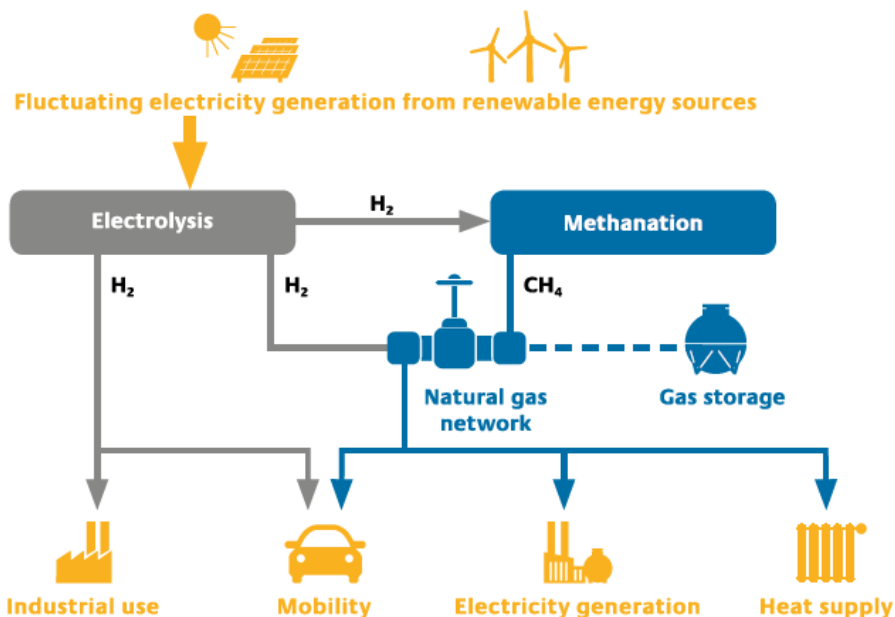 Fluctuating electricity generation from renewable energy sources
Electrolysis
H₂
Methanation
H₂
H₂
CH₄
Natural gas
network
Gas storage
Industrial use
Mobility
Electricity generation
Heat supply